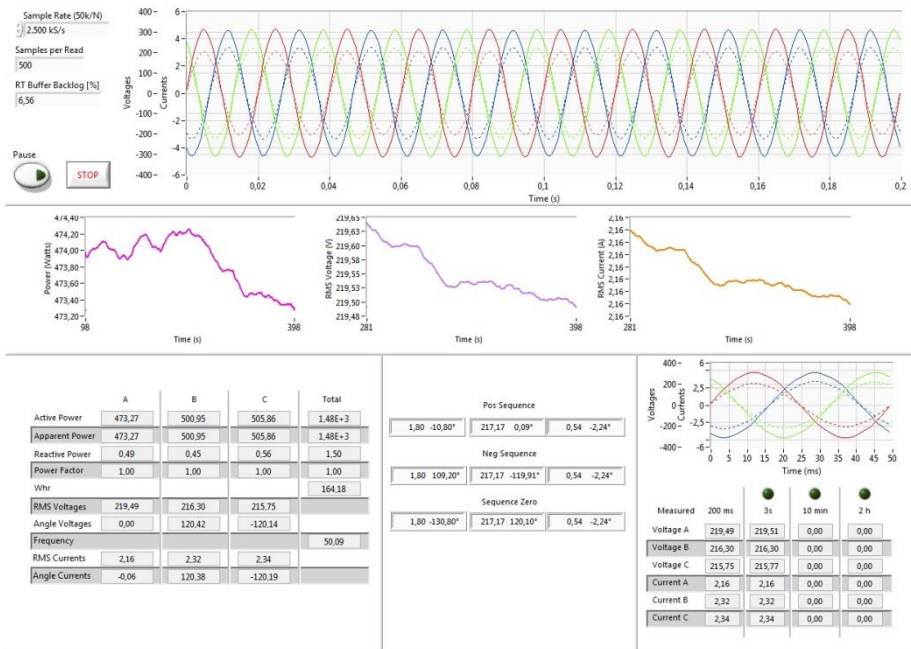 Sample Rate (50k/N)
2.500 kS/s
Samples per Read
500
RT Buffer Backlog [%]
6,56
Pause
STOP
Voltages
400
300
200
100
0
-100
-200
-300
-400
Currents
6
4
2
0
-2
-4
-6
0 0,02 0,04 0,06 0,08 0,1 0,12 0,14 0,16 0,18 0,2
Time (s)
Power (Watts)
474,40
474,20
474,00
473,80
473,60
473,40
473,20
98 398
Time (s)
RMS Voltage (V)
219,65
219,60
219,55
219,53
219,50
219,48
281 398
Time (s)
RMS Current (A)
2,16
2,16
2,16
2,16
2,16
2,16
2,16
281 398
Time (s)
A B C Total
Active Power 473,27 500,95 505,86 1,48E+3
Apparent Power 473,27 500,95 505,86 1,48E+3
Reactive Power 0,49 0,45 0,56 1,50
Power Factor 1,00 1,00 1,00 1,00
Whr 164,18
RMS Voltages 219,49 216,30 215,75
Angle Voltages 0,00 120,42 -120,14
Frequency 50,09
RMS Currents 2,16 2,32 2,34
Angle Currents -0,06 120,38 -120,19
Pos Sequence
1,80 -10,80° 217,17 0,09° 0,54 -2,24°
Neg Sequence
1,80 109,20° 217,17 -119,91° 0,54 -2,24°
Sequence Zero
1,80 -130,80° 217,17 120,10° 0,54 -2,24°
Voltages
400
200
0
-200
-400
Currents
6
2,5
0
-2,5
-6
0 5 10 15 20 25 30 35 40 45 50
Time (ms)
Measured 200 ms 3s 10 min 2 h
Voltage A 219,49 219,51 0,00 0,00
Voltage B 216,30 216,30 0,00 0,00
Voltage C 215,75 215,77 0,00 0,00
Current A 2,16 2,16 0,00 0,00
Current B 2,32 2,32 0,00 0,00
Current C 2,34 2,34 0,00 0,00